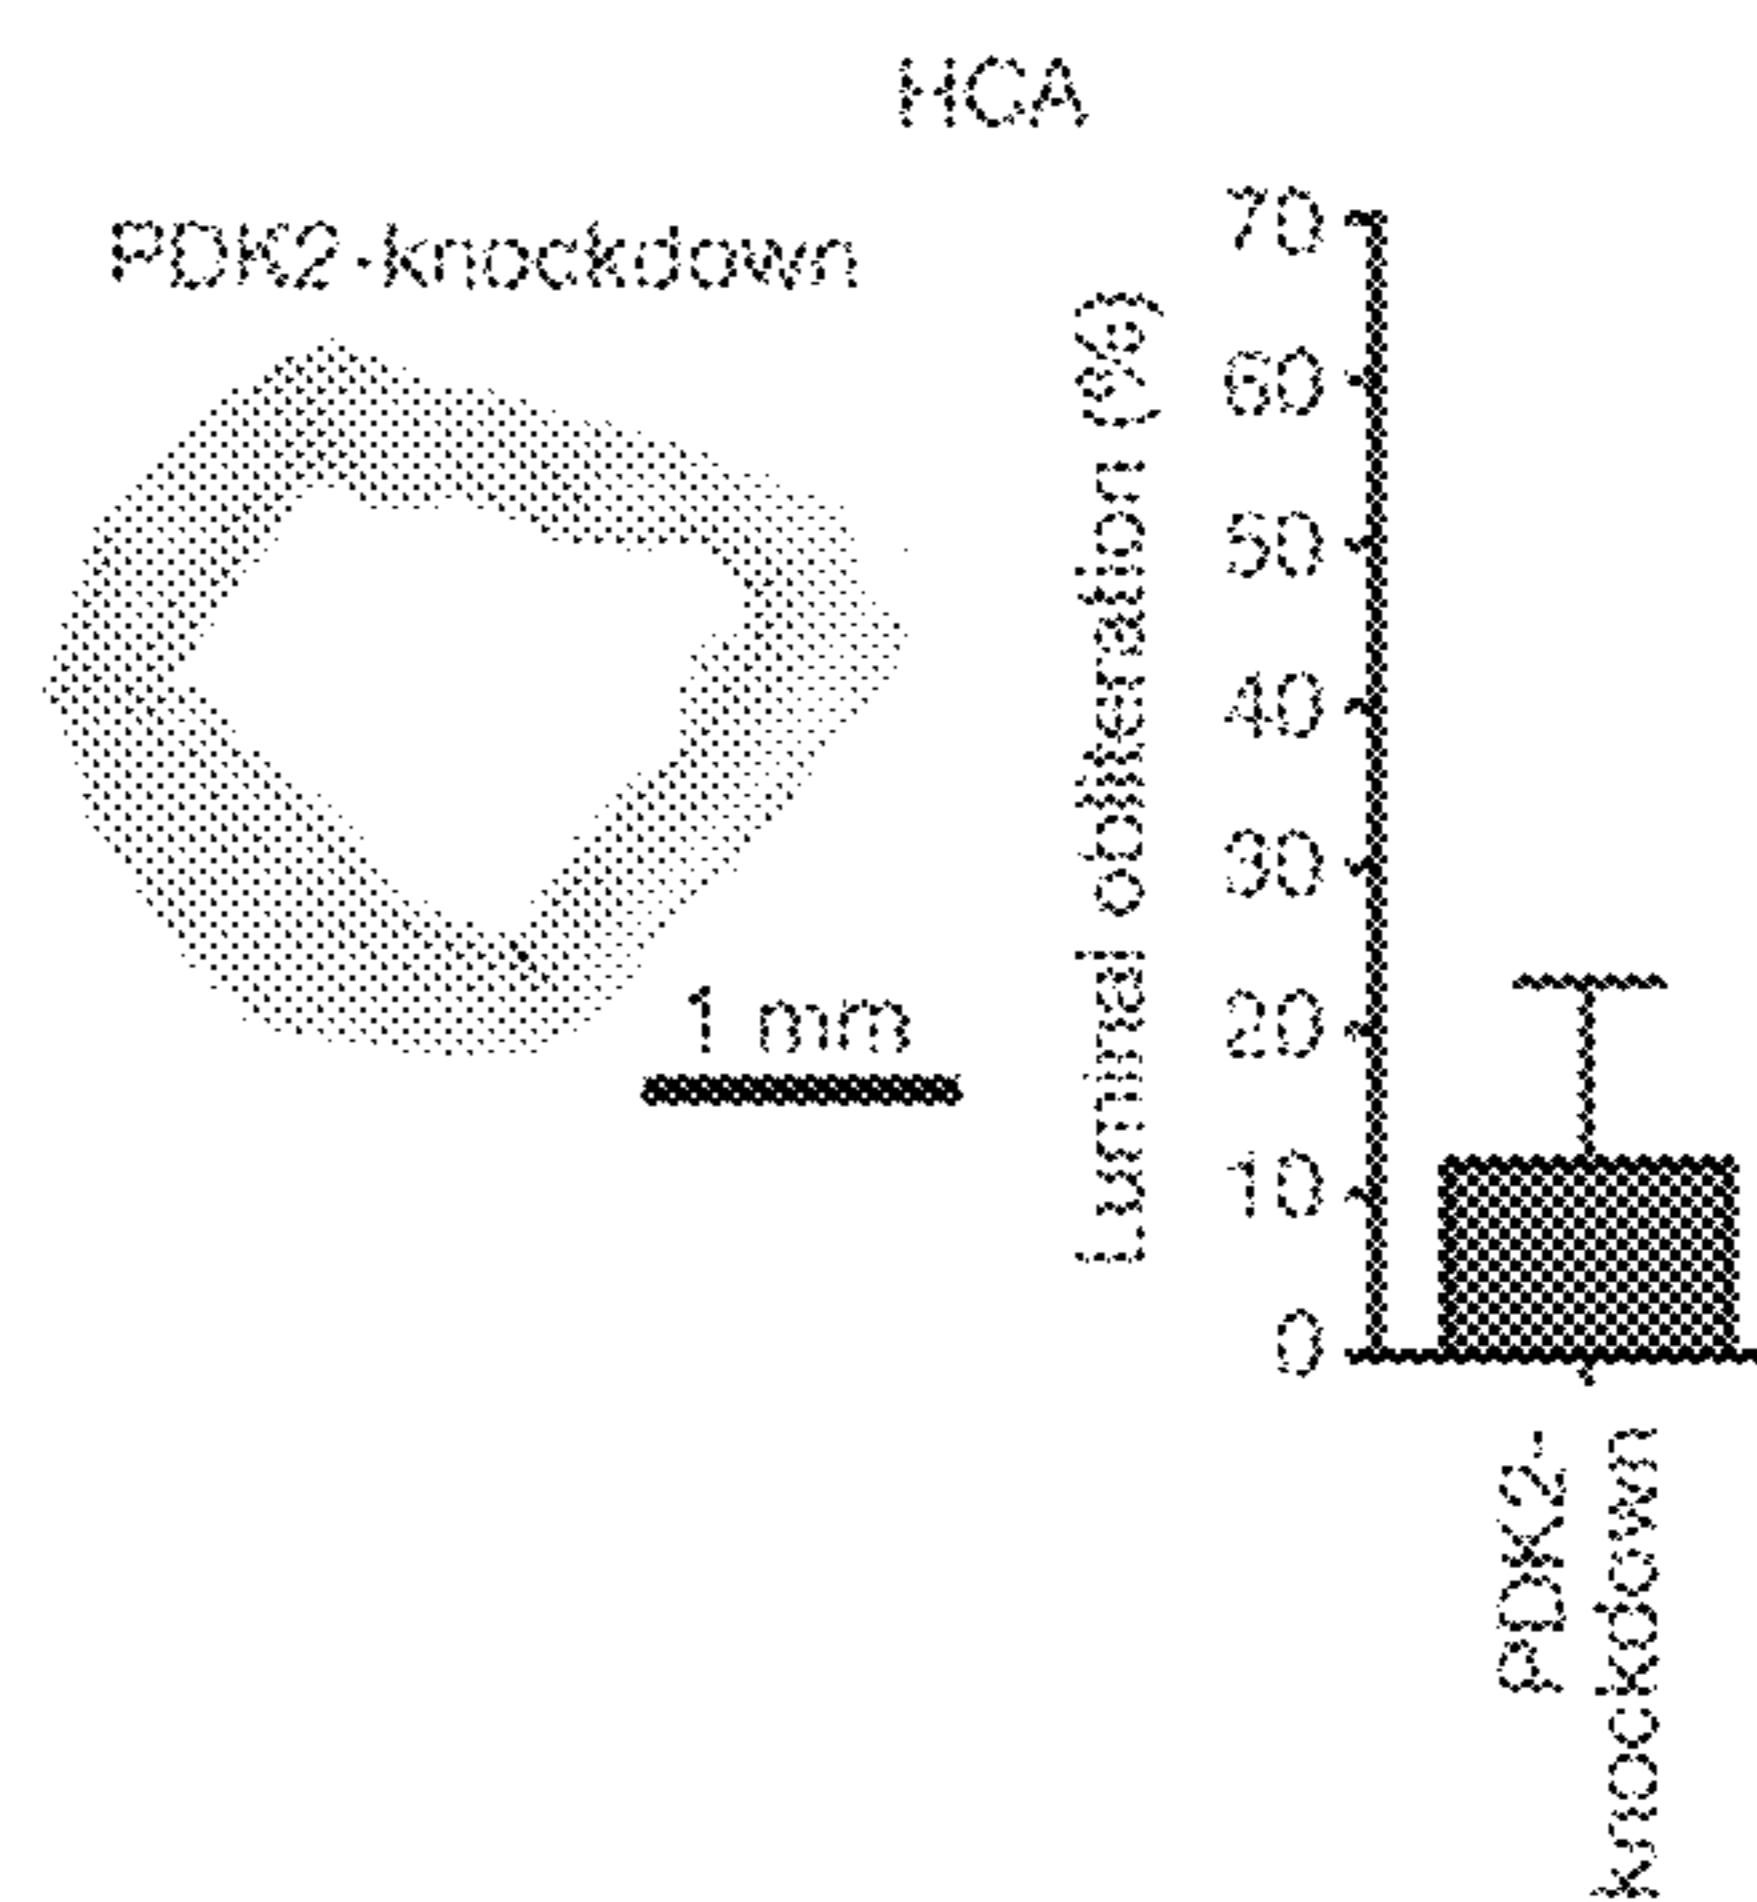 HCA
PDK2-knockdown
1 mm
Luminal obliteration (%)
70
60
50
40
30
20
10
0
PDK2-
knockdown